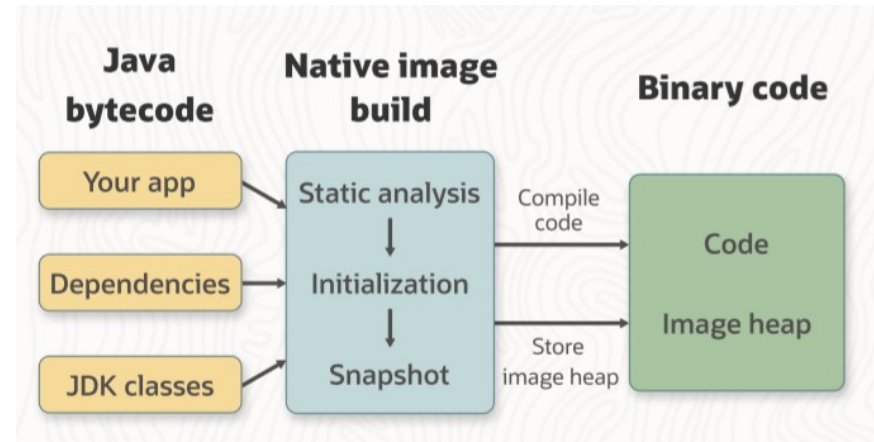 Java
bytecode
Native image
build
Binary code
Your app
Dependencies
JDK classes
Static analysis
Initialization
Snapshot
Compile
code
Store
image heap
Code
Image heap